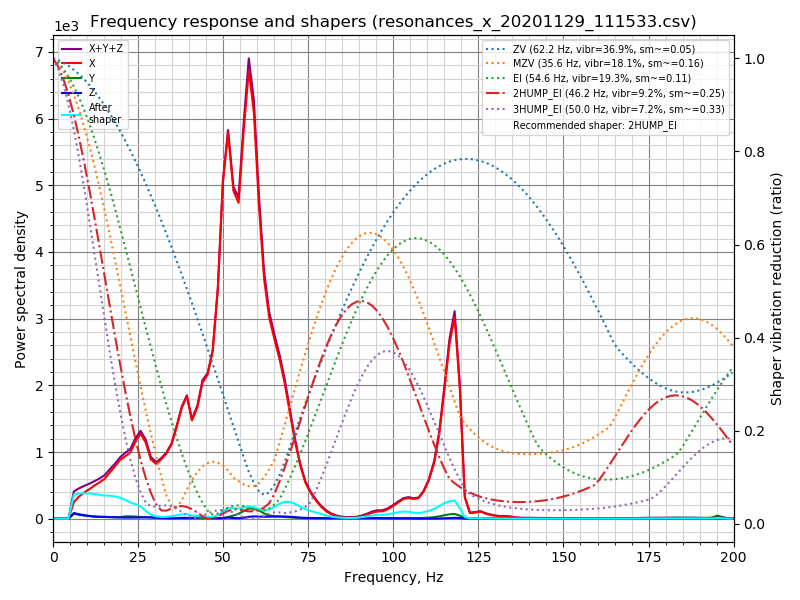 Frequency response and shapers (resonances_x_20201129_111533.csv)
1e3
X+Y+Z
X
Y
Z
After
shaper
ZV (62.2 Hz, vibr=36.9%, sm~=0.05)
MZV (35.6 Hz, vibr=18.1%, sm~=0.16)
EI (54.6 Hz, vibr=19.3%, sm~=0.11)
2HUMP_EI (46.2 Hz, vibr=9.2%, sm~=0.25)
3HUMP_EI (50.0 Hz, vibr=7.2%, sm~=0.33)
Recommended shaper: 2HUMP_EI
Power spectral density
7
6
5
4
3
2
1
0
1.0
0.8
0.6
0.4
0.2
0.0
Shaper vibration reduction (ratio)
0 25 50 75 100 125 150 175 200
Frequency, Hz